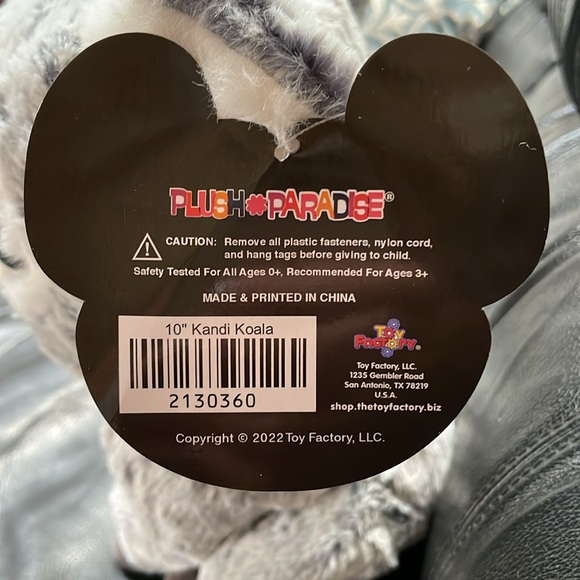 PLUSH PARADISE®
CAUTION: Remove all plastic fasteners, nylon cord,
and hang tags before giving to child.
Safety Tested For All Ages 0+, Recommended For Ages 3+
MADE & PRINTED IN CHINA
10" Kandi Koala
2130360
Toy
Factory®
Toy Factory, LLC.
1235 Gembler Road
San Antonio, TX 78219
U.S.A.
shop.thetoyfactory.biz
Copyright © 2022 Toy Factory, LLC.